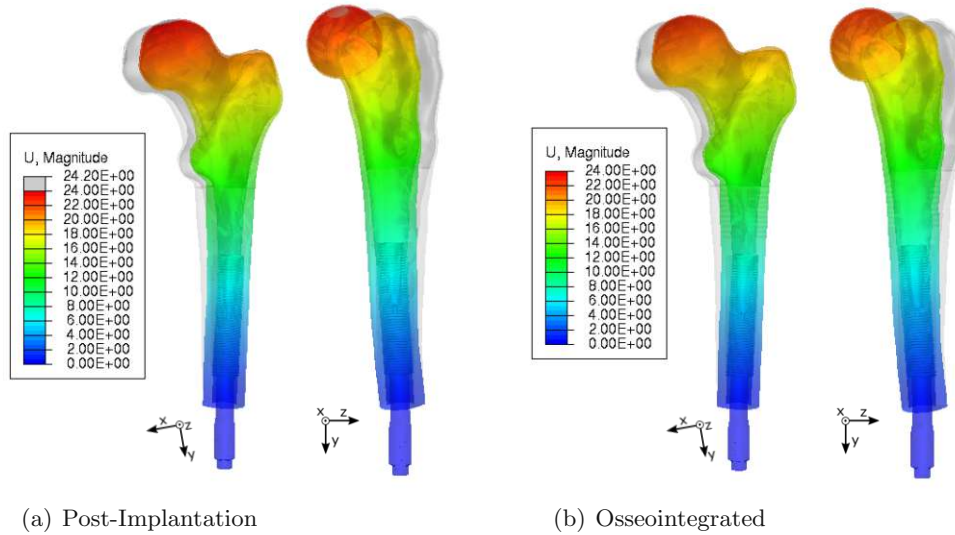 U, Magnitude
24.20E+00
24.00E+00
22.00E+00
20.00E+00
18.00E+00
16.00E+00
14.00E+00
12.00E+00
10.00E+00
8.00E+00
6.00E+00
4.00E+00
2.00E+00
0.00E+00
x z y
x z y
(a) Post-Implantation
U, Magnitude
24.00E+00
22.00E+00
20.00E+00
18.00E+00
16.00E+00
14.00E+00
12.00E+00
10.00E+00
8.00E+00
6.00E+00
4.00E+00
2.00E+00
0.00E+00
x z y
x z y
(b) Osseointegrated